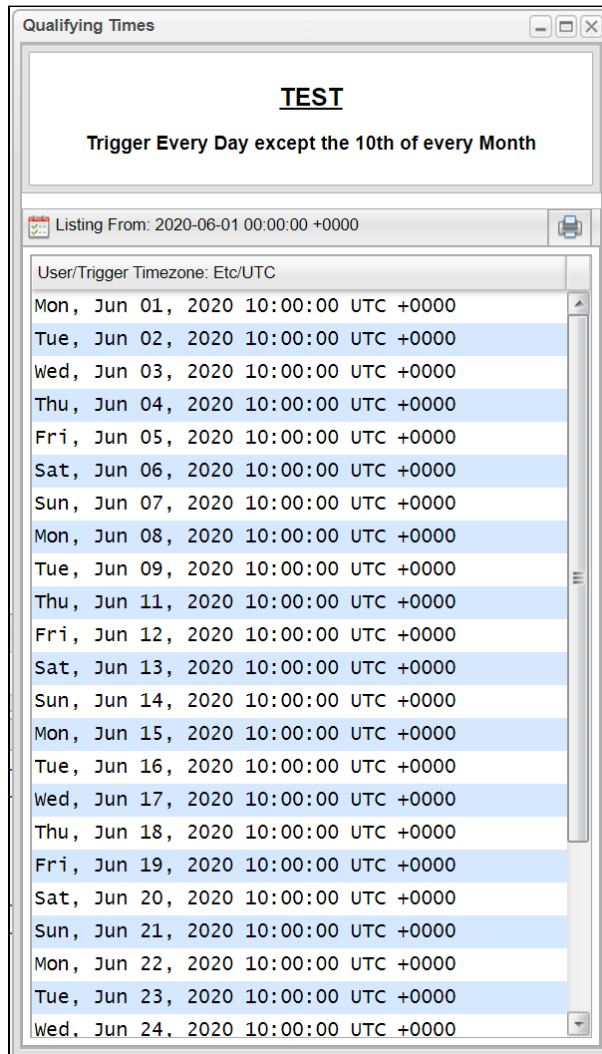 Qualifying Times
TEST
Trigger Every Day except the 10th of every Month
Listing From: 2020-06-01 00:00:00 +0000
User/Trigger Timezone: Etc/UTC
Mon, Jun 01, 2020 10:00:00 UTC +0000
Tue, Jun 02, 2020 10:00:00 UTC +0000
Wed, Jun 03, 2020 10:00:00 UTC +0000
Thu, Jun 04, 2020 10:00:00 UTC +0000
Fri, Jun 05, 2020 10:00:00 UTC +0000
Sat, Jun 06, 2020 10:00:00 UTC +0000
Sun, Jun 07, 2020 10:00:00 UTC +0000
Mon, Jun 08, 2020 10:00:00 UTC +0000
Tue, Jun 09, 2020 10:00:00 UTC +0000
Thu, Jun 11, 2020 10:00:00 UTC +0000
Fri, Jun 12, 2020 10:00:00 UTC +0000
Sat, Jun 13, 2020 10:00:00 UTC +0000
Sun, Jun 14, 2020 10:00:00 UTC +0000
Mon, Jun 15, 2020 10:00:00 UTC +0000
Tue, Jun 16, 2020 10:00:00 UTC +0000
Wed, Jun 17, 2020 10:00:00 UTC +0000
Thu, Jun 18, 2020 10:00:00 UTC +0000
Fri, Jun 19, 2020 10:00:00 UTC +0000
Sat, Jun 20, 2020 10:00:00 UTC +0000
Sun, Jun 21, 2020 10:00:00 UTC +0000
Mon, Jun 22, 2020 10:00:00 UTC +0000
Tue, Jun 23, 2020 10:00:00 UTC +0000
Wed, Jun 24, 2020 10:00:00 UTC +0000